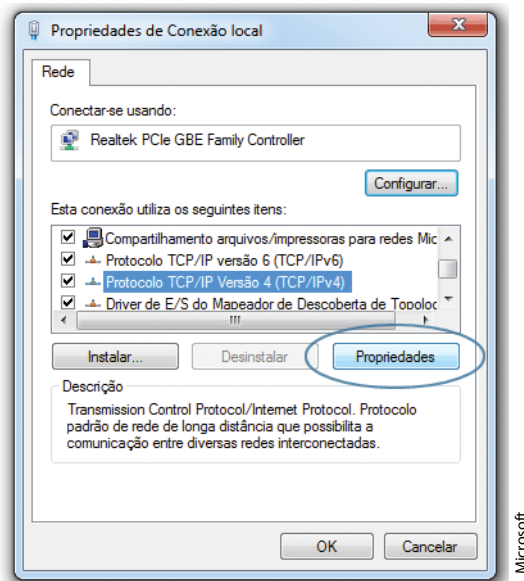 Propriedades de Conexão local
Rede
Conectar-se usando:
Realtek PCIe GBE Family Controller
Configurar...
Esta conexão utiliza os seguintes itens:
Compartilhamento arquivos/impressoras para redes Mic
Protocolo TCP/IP versão 6 (TCP/IPv6)
Protocolo TCP/IP Versão 4 (TCP/IPv4)
Driver de E/S do Mapeador de Descoberta de Topoloc
Instalar...
Desinstalar
Propriedades
Descrição
Transmission Control Protocol/Internet Protocol. Protocolo
padrão de rede de longa distância que possibilita a
comunicação entre diversas redes interconectadas.
OK
Cancelar
Microsoft